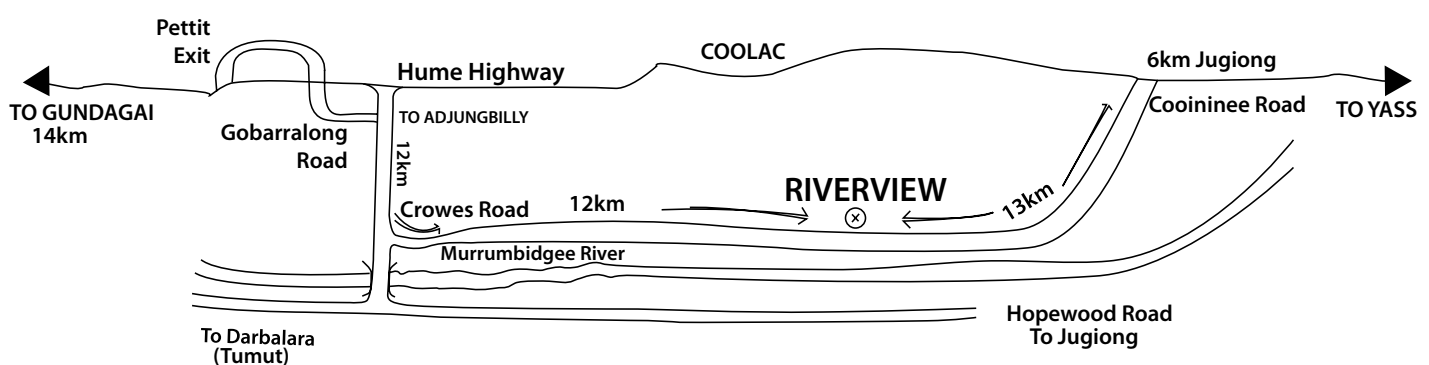 Pettit
Exit
COOLAC
Hume Highway
6km Jugiong
TO GUNDAGAI
14km
Cooininee Road
TO YASS
TO ADJUNGBILLY
Gobarralong
Road
12km
RIVERVIEW
Crowes Road
12km
13km
Murrumbidgee River
Hopewood Road
To Jugiong
To Darbalara
(Tumut)